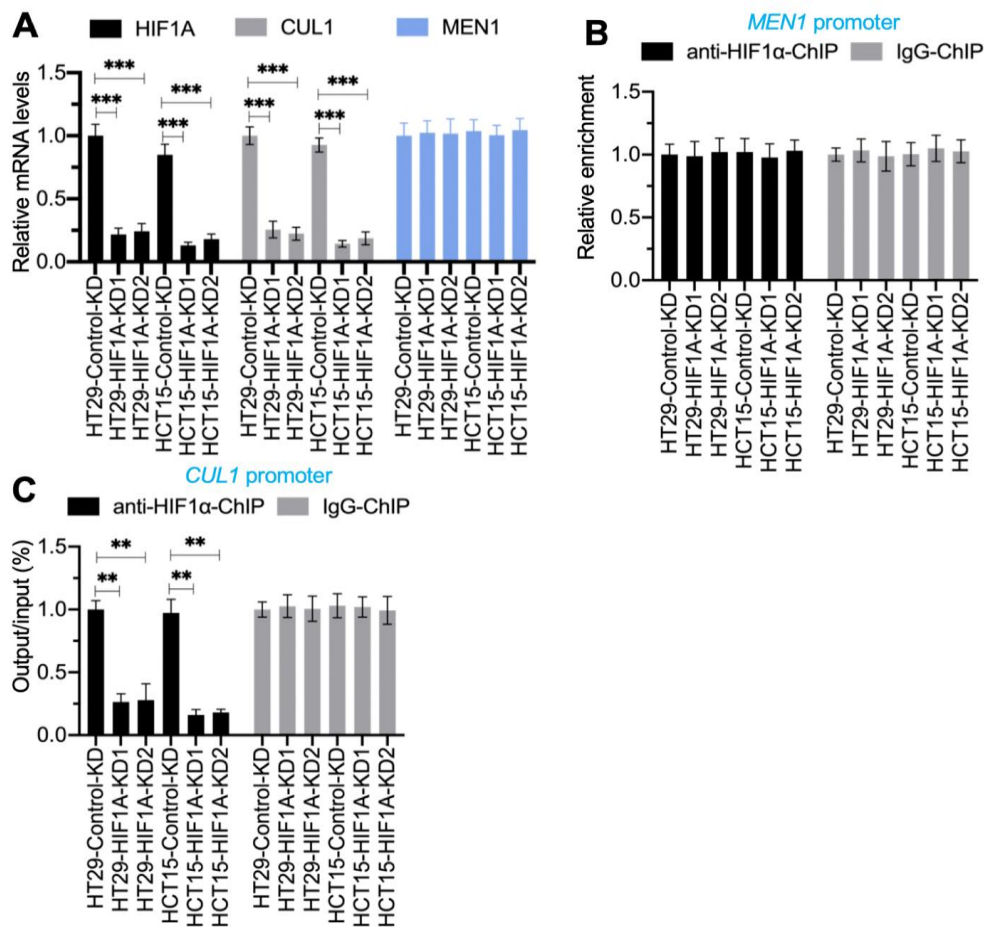 A
HIF1A CUL1 MEN1
Relative mRNA levels
1.5
1.0
0.5
0.0
*** *** *** *** *** *** *** ***
HT29-Control-KD
HT29-HIF1A-KD1
HT29-HIF1A-KD2
HCT15-Control-KD
HCT15-HIF1A-KD1
HCT15-HIF1A-KD2
HT29-Control-KD
HT29-HIF1A-KD1
HT29-HIF1A-KD2
HCT15-Control-KD
HCT15-HIF1A-KD1
HCT15-HIF1A-KD2
HT29-Control-KD
HT29-HIF1A-KD1
HT29-HIF1A-KD2
HCT15-Control-KD
HCT15-HIF1A-KD1
HCT15-HIF1A-KD2
B
MEN1 promoter
anti-HIF1α-ChIP IgG-ChIP
Relative enrichment
1.5
1.0
0.5
0.0
HT29-Control-KD
HT29-HIF1A-KD1
HT29-HIF1A-KD2
HCT15-Control-KD
HCT15-HIF1A-KD1
HCT15-HIF1A-KD2
HT29-Control-KD
HT29-HIF1A-KD1
HT29-HIF1A-KD2
HCT15-Control-KD
HCT15-HIF1A-KD1
HCT15-HIF1A-KD2
C
CUL1 promoter
anti-HIF1α-ChIP IgG-ChIP
Output/input (%)
1.5
1.0
0.5
0.0
** ** ** **
HT29-Control-KD
HT29-HIF1A-KD1
HT29-HIF1A-KD2
HCT15-Control-KD
HCT15-HIF1A-KD1
HCT15-HIF1A-KD2
HT29-Control-KD
HT29-HIF1A-KD1
HT29-HIF1A-KD2
HCT15-Control-KD
HCT15-HIF1A-KD1
HCT15-HIF1A-KD2